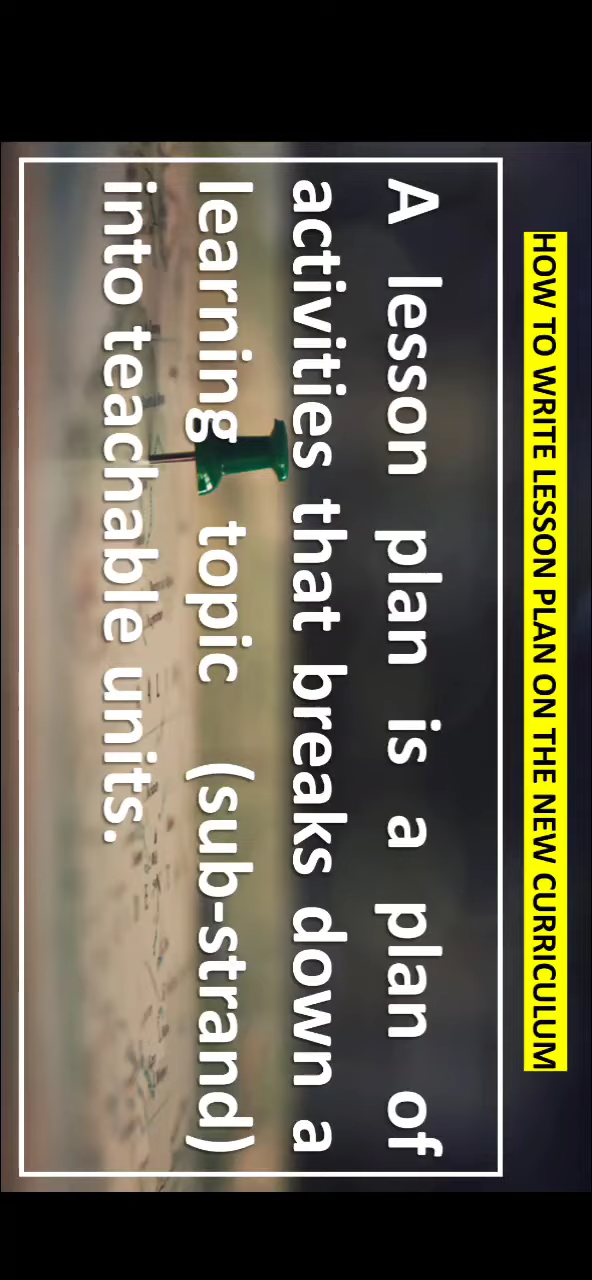 HOW TO WRITE LESSON PLAN ON THE NEW CURRICULUM
A lesson plan is a plan of
activities that breaks down a
learning topic (sub-strand)
into teachable units.